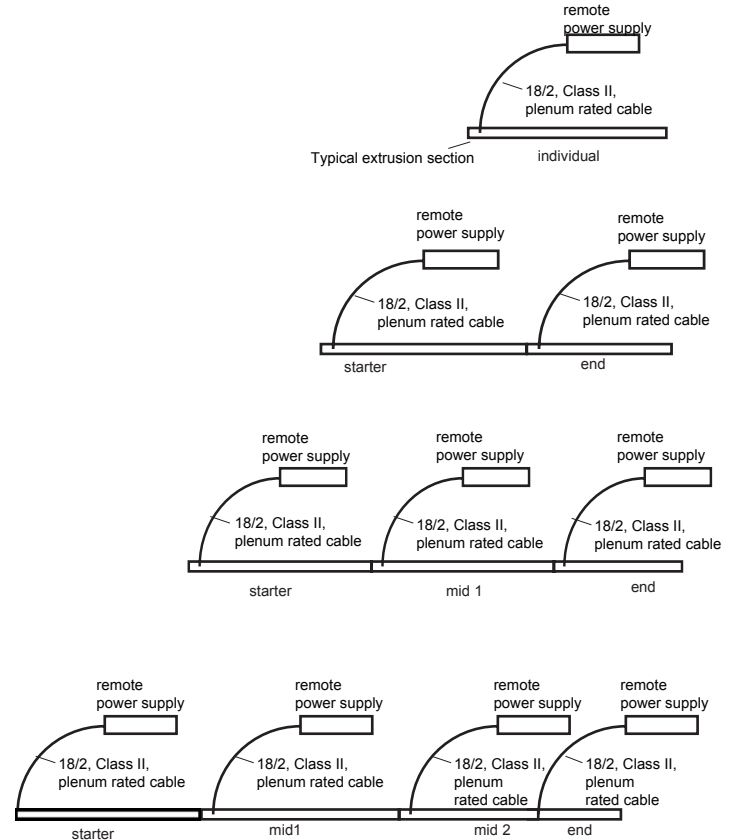 remote
power supply
18/2, Class II,
plenum rated cable
Typical extrusion section
individual
remote
power supply
18/2, Class II,
plenum rated cable
starter
remote
power supply
18/2, Class II,
plenum rated cable
end
remote
power supply
18/2, Class II,
plenum rated cable
starter
remote
power supply
18/2, Class II,
plenum rated cable
mid 1
remote
power supply
18/2, Class II,
plenum rated cable
end
remote
power supply
18/2, Class II,
plenum rated cable
starter
remote
power supply
18/2, Class II,
plenum rated cable
mid1
remote
power supply
18/2, Class II,
plenum
rated cable
mid 2
remote
power supply
18/2, Class II,
plenum
rated cable
end